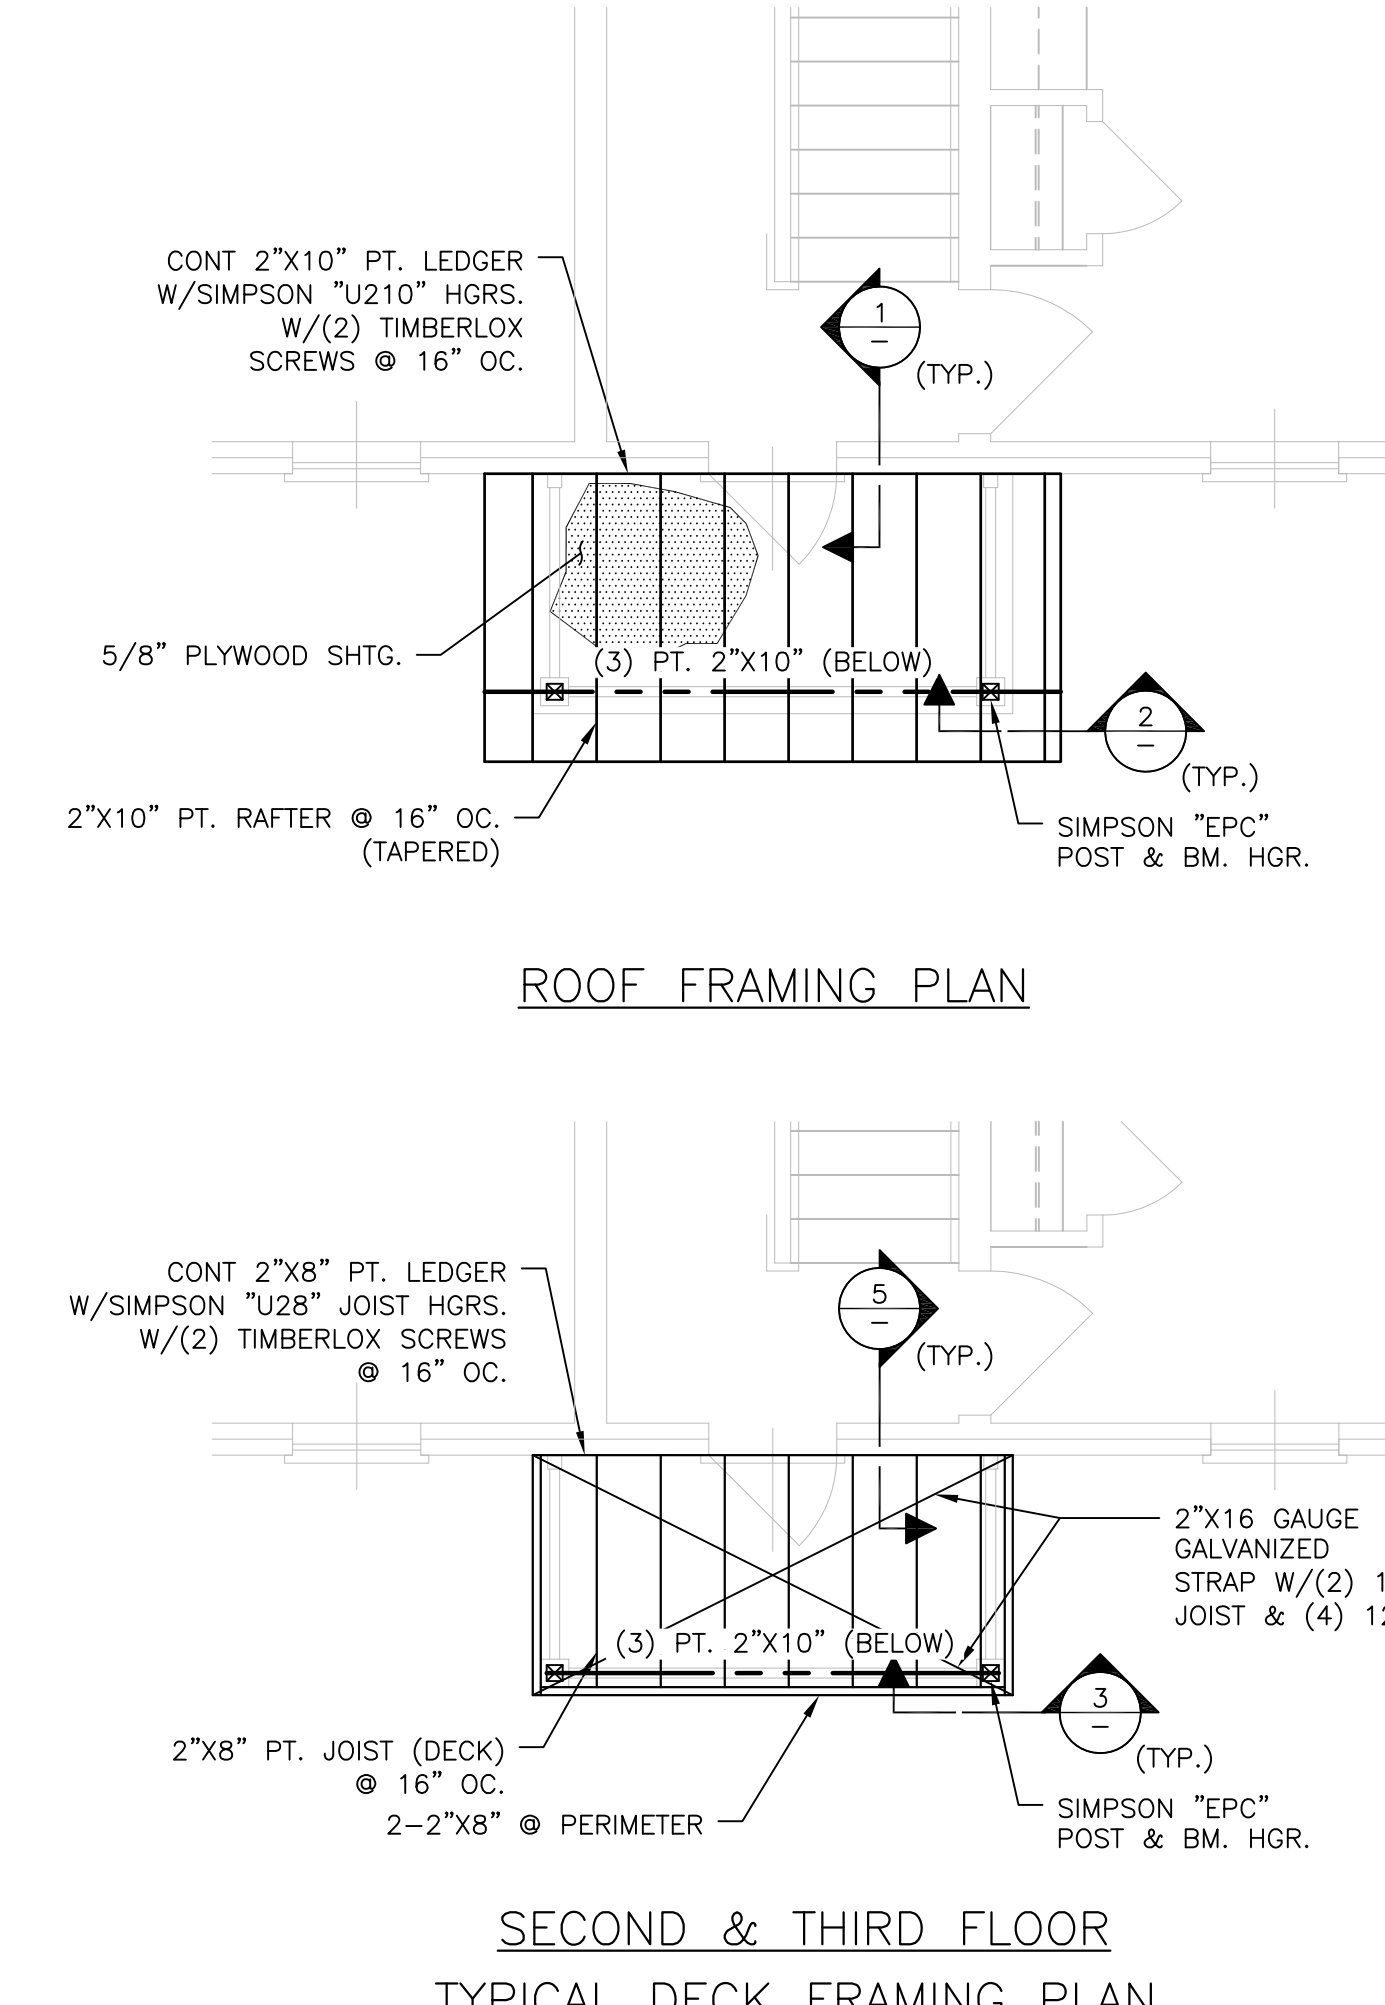 CONT 2"X10" PT. LEDGER
W/SIMPSON "U210" HGRS.
W/(2) TIMBERLOX
SCREWS @ 16" OC.
1
–
(TYP.)
5/8" PLYWOOD SHTG.
(3) PT. 2"X10" (BELOW)
2
–
(TYP.)
2"X10" PT. RAFTER @ 16" OC.
(TAPERED)
SIMPSON "EPC"
POST & BM. HGR.
ROOF FRAMING PLAN
CONT 2"X8" PT. LEDGER
W/SIMPSON "U28" JOIST HGRS.
W/(2) TIMBERLOX SCREWS
@ 16" OC.
5
–
(TYP.)
2"X16 GAUGE
GALVANIZED
STRAP W/(2) 1
JOIST & (4) 12
(3) PT. 2"X10" (BELOW)
3
–
(TYP.)
2"X8" PT. JOIST (DECK)
@ 16" OC.
2-2"X8" @ PERIMETER
SIMPSON "EPC"
POST & BM. HGR.
SECOND & THIRD FLOOR
TYPICAL DECK FRAMING PLAN